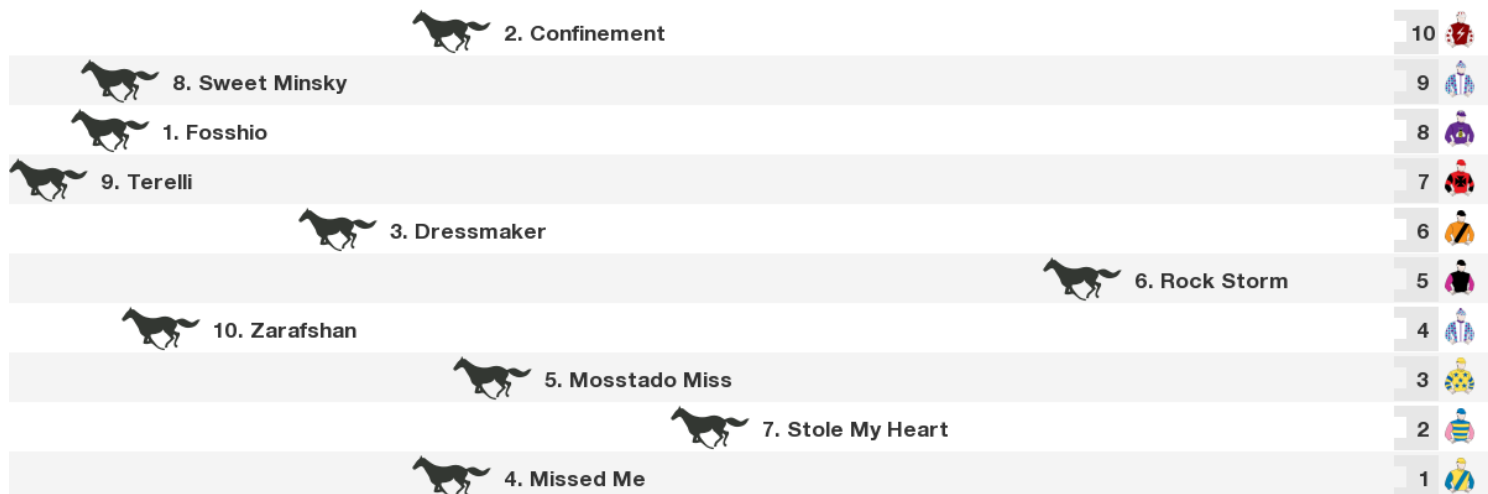 2. Confinement 10
8. Sweet Minsky 9
1. Fosshio 8
9. Terelli 7
3. Dressmaker 6
6. Rock Storm 5
10. Zarafshan 4
5. Mosstado Miss 3
7. Stole My Heart 2
4. Missed Me 1